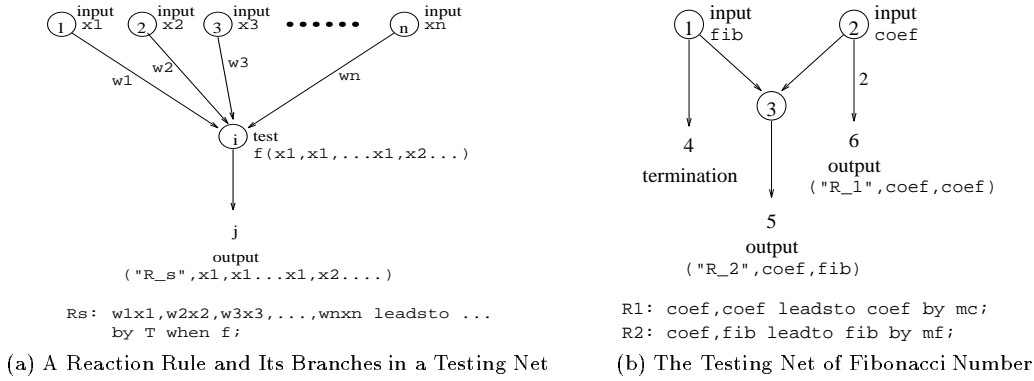 1 input x1
2 input x2
3 input x3
n input xn
w1
w2
w3
wn
i test
f(x1,x1,...x1,x2...)
j
output
("R_s",x1,x1...x1,x2....)
Rs: w1x1,w2x2,w3x3,...,wnxn leadsto ...
by T when f;
(a) A Reaction Rule and Its Branches in a Testing Net
1 input fib
2 input coef
3
2
4
termination
6
output
("R_1",coef,coef)
5
output
("R_2",coef,fib)
R1: coef,coef leadsto coef by mc;
R2: coef,fib leadto fib by mf;
(b) The Testing Net of Fibonacci Number